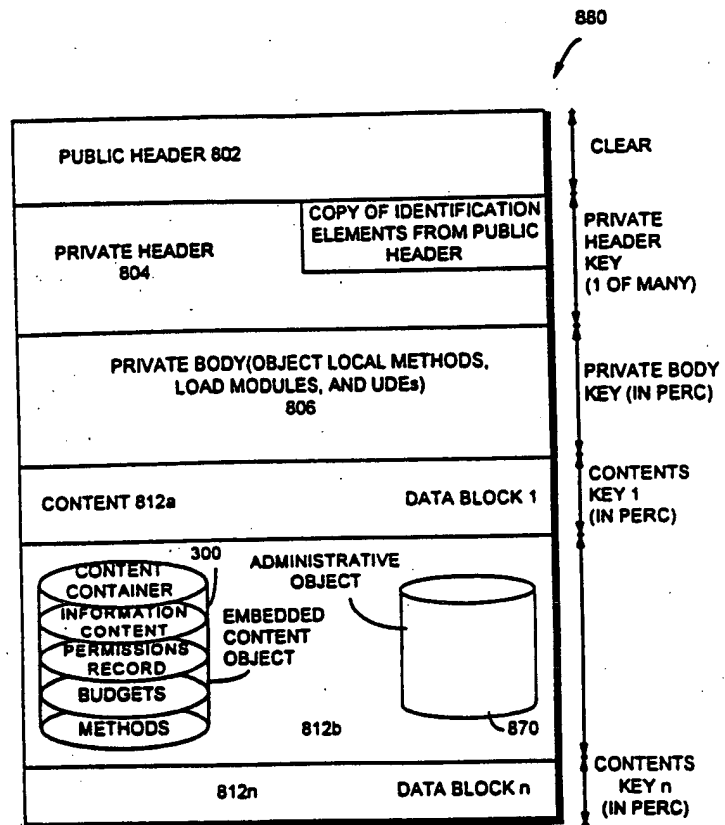 880
PUBLIC HEADER 802
CLEAR
COPY OF IDENTIFICATION
ELEMENTS FROM PUBLIC
HEADER
PRIVATE HEADER
804
PRIVATE
HEADER
KEY
(1 OF MANY)
PRIVATE BODY(OBJECT LOCAL METHODS,
LOAD MODULES, AND UDEs)
806
PRIVATE BODY
KEY (IN PERC)
CONTENT 812a
DATA BLOCK 1
CONTENTS
KEY 1
(IN PERC)
300
CONTENT
CONTAINER
INFORMATION
CONTENT
PERMISSIONS
RECORD
BUDGETS
METHODS
EMBEDDED
CONTENT
OBJECT
ADMINISTRATIVE
OBJECT
812b
870
812n
DATA BLOCK n
CONTENTS
KEY n
(IN PERC)